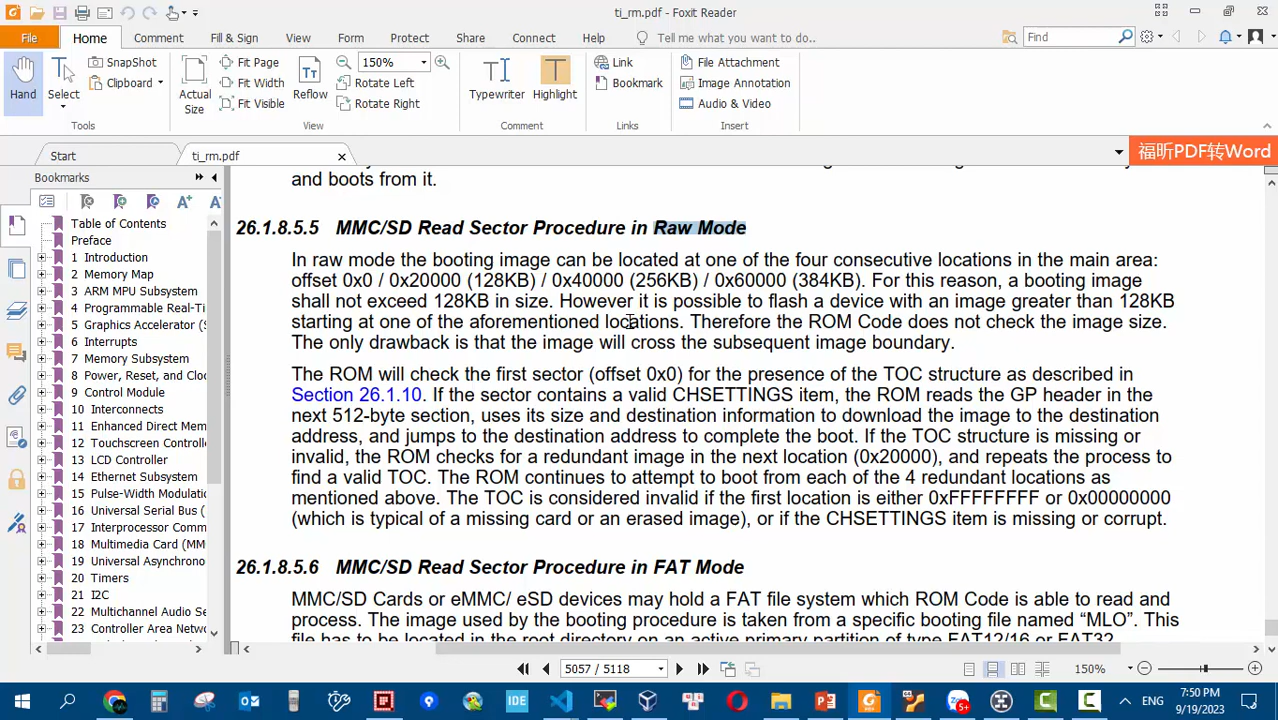 ti_rm.pdf - Foxit Reader
File
Home
Comment
Fill & Sign
View
Form
Protect
Share
Connect
Help
Tell me what you want to do...
Find
Hand
Select
SnapShot
Clipboard
Tools
Actual Size
Fit Page
Fit Width
Fit Visible
Reflow
150%
Rotate Left
Rotate Right
View
Typewriter
Highlight
Comment
Link
Bookmark
Links
File Attachment
Image Annotation
Audio & Video
Insert
Start
ti_rm.pdf
福昕PDF转Word
Bookmarks
Table of Contents
Preface
1 Introduction
2 Memory Map
3 ARM MPU Subsystem
4 Programmable Real-Ti
5 Graphics Accelerator (S
6 Interrupts
7 Memory Subsystem
8 Power, Reset, and Cloc
9 Control Module
10 Interconnects
11 Enhanced Direct Mem
12 Touchscreen Controlle
13 LCD Controller
14 Ethernet Subsystem
15 Pulse-Width Modulatio
16 Universal Serial Bus (
17 Interprocessor Comm
18 Multimedia Card (MM
19 Universal Asynchrono
20 Timers
21 I2C
22 Multichannel Audio Se
23 Controller Area Netw
and boots from it.
26.1.8.5.5 MMC/SD Read Sector Procedure in Raw Mode
In raw mode the booting image can be located at one of the four consecutive locations in the main area:
offset 0x0 / 0x20000 (128KB) / 0x40000 (256KB) / 0x60000 (384KB). For this reason, a booting image
shall not exceed 128KB in size. However it is possible to flash a device with an image greater than 128KB
starting at one of the aforementioned locations. Therefore the ROM Code does not check the image size.
The only drawback is that the image will cross the subsequent image boundary.
The ROM will check the first sector (offset 0x0) for the presence of the TOC structure as described in
Section 26.1.10. If the sector contains a valid CHSETTINGS item, the ROM reads the GP header in the
next 512-byte section, uses its size and destination information to download the image to the destination
address, and jumps to the destination address to complete the boot. If the TOC structure is missing or
invalid, the ROM checks for a redundant image in the next location (0x20000), and repeats the process to
find a valid TOC. The ROM continues to attempt to boot from each of the 4 redundant locations as
mentioned above. The TOC is considered invalid if the first location is either 0xFFFFFFFF or 0x00000000
(which is typical of a missing card or an erased image), or if the CHSETTINGS item is missing or corrupt.
26.1.8.5.6 MMC/SD Read Sector Procedure in FAT Mode
MMC/SD Cards or eMMC/ eSD devices may hold a FAT file system which ROM Code is able to read and
process. The image used by the booting procedure is taken from a specific booting file named “MLO”. This
file has to be located in the root directory on an active primary partition of type FAT12/16 or FAT32.
5057 / 5118
150%
IDE
ENG
7:50 PM
9/19/2023